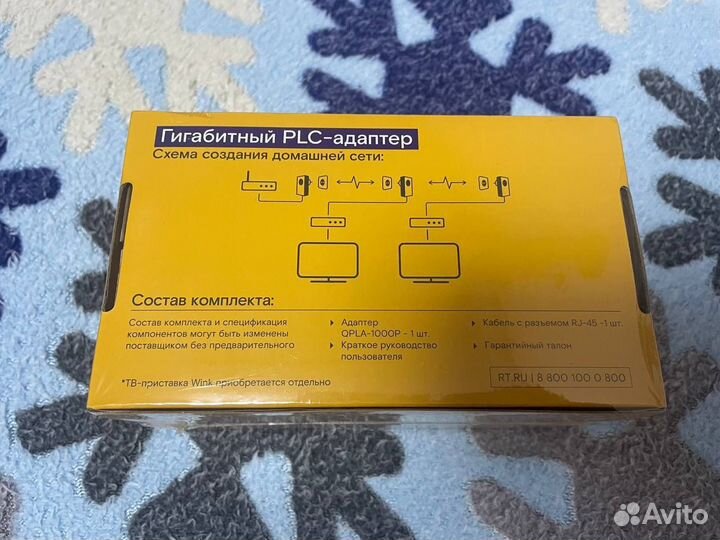 Гигабитный PLC-адаптер
Схема создания домашней сети:
Состав комплекта:
Состав комплекта и спецификация
компонентов могут быть изменены
поставщиком без предварительного
▸ Адаптер
QPLA-1000P - 1 шт.
▸ Краткое руководство
пользователя
▸ Кабель с разъемом RJ-45 -1 шт.
▸ Гарантийный талон
*ТВ-приставка Wink приобретается отдельно
RT.RU | 8 800 100 0 800
Avito